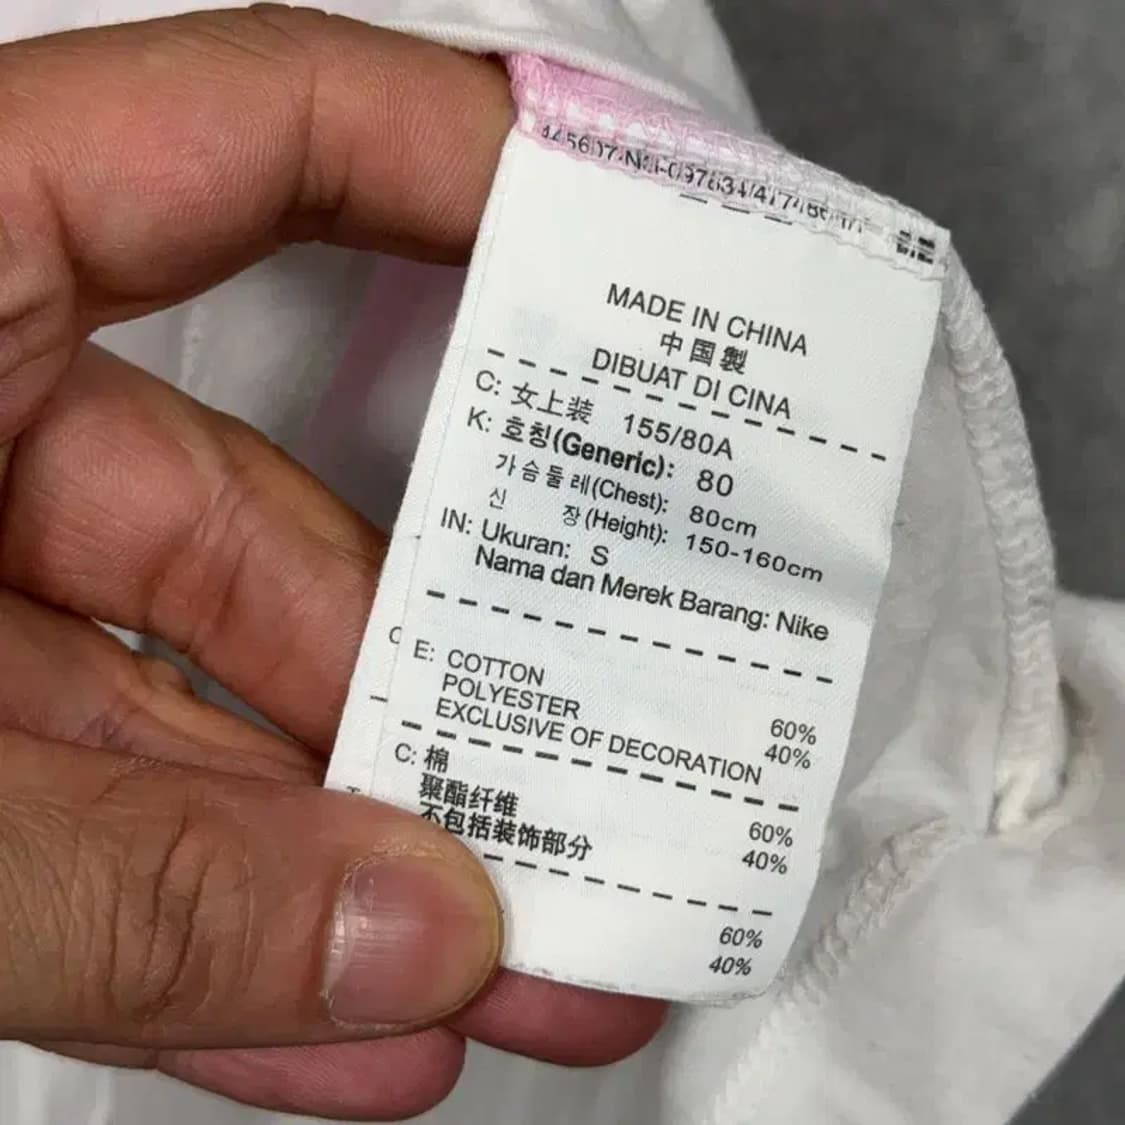 MADE IN CHINA
中国製
DIBUAT DI CINA
C: 女上装 155/80A
K: 호칭(Generic): 80
가슴둘레(Chest): 80cm
신 장(Height): 150-160cm
IN: Ukuran: S
Nama dan Merek Barang: Nike
E: COTTON 60%
POLYESTER 40%
EXCLUSIVE OF DECORATION
C: 棉 60%
聚酯纤维 40%
不包括装饰部分
60%
40%